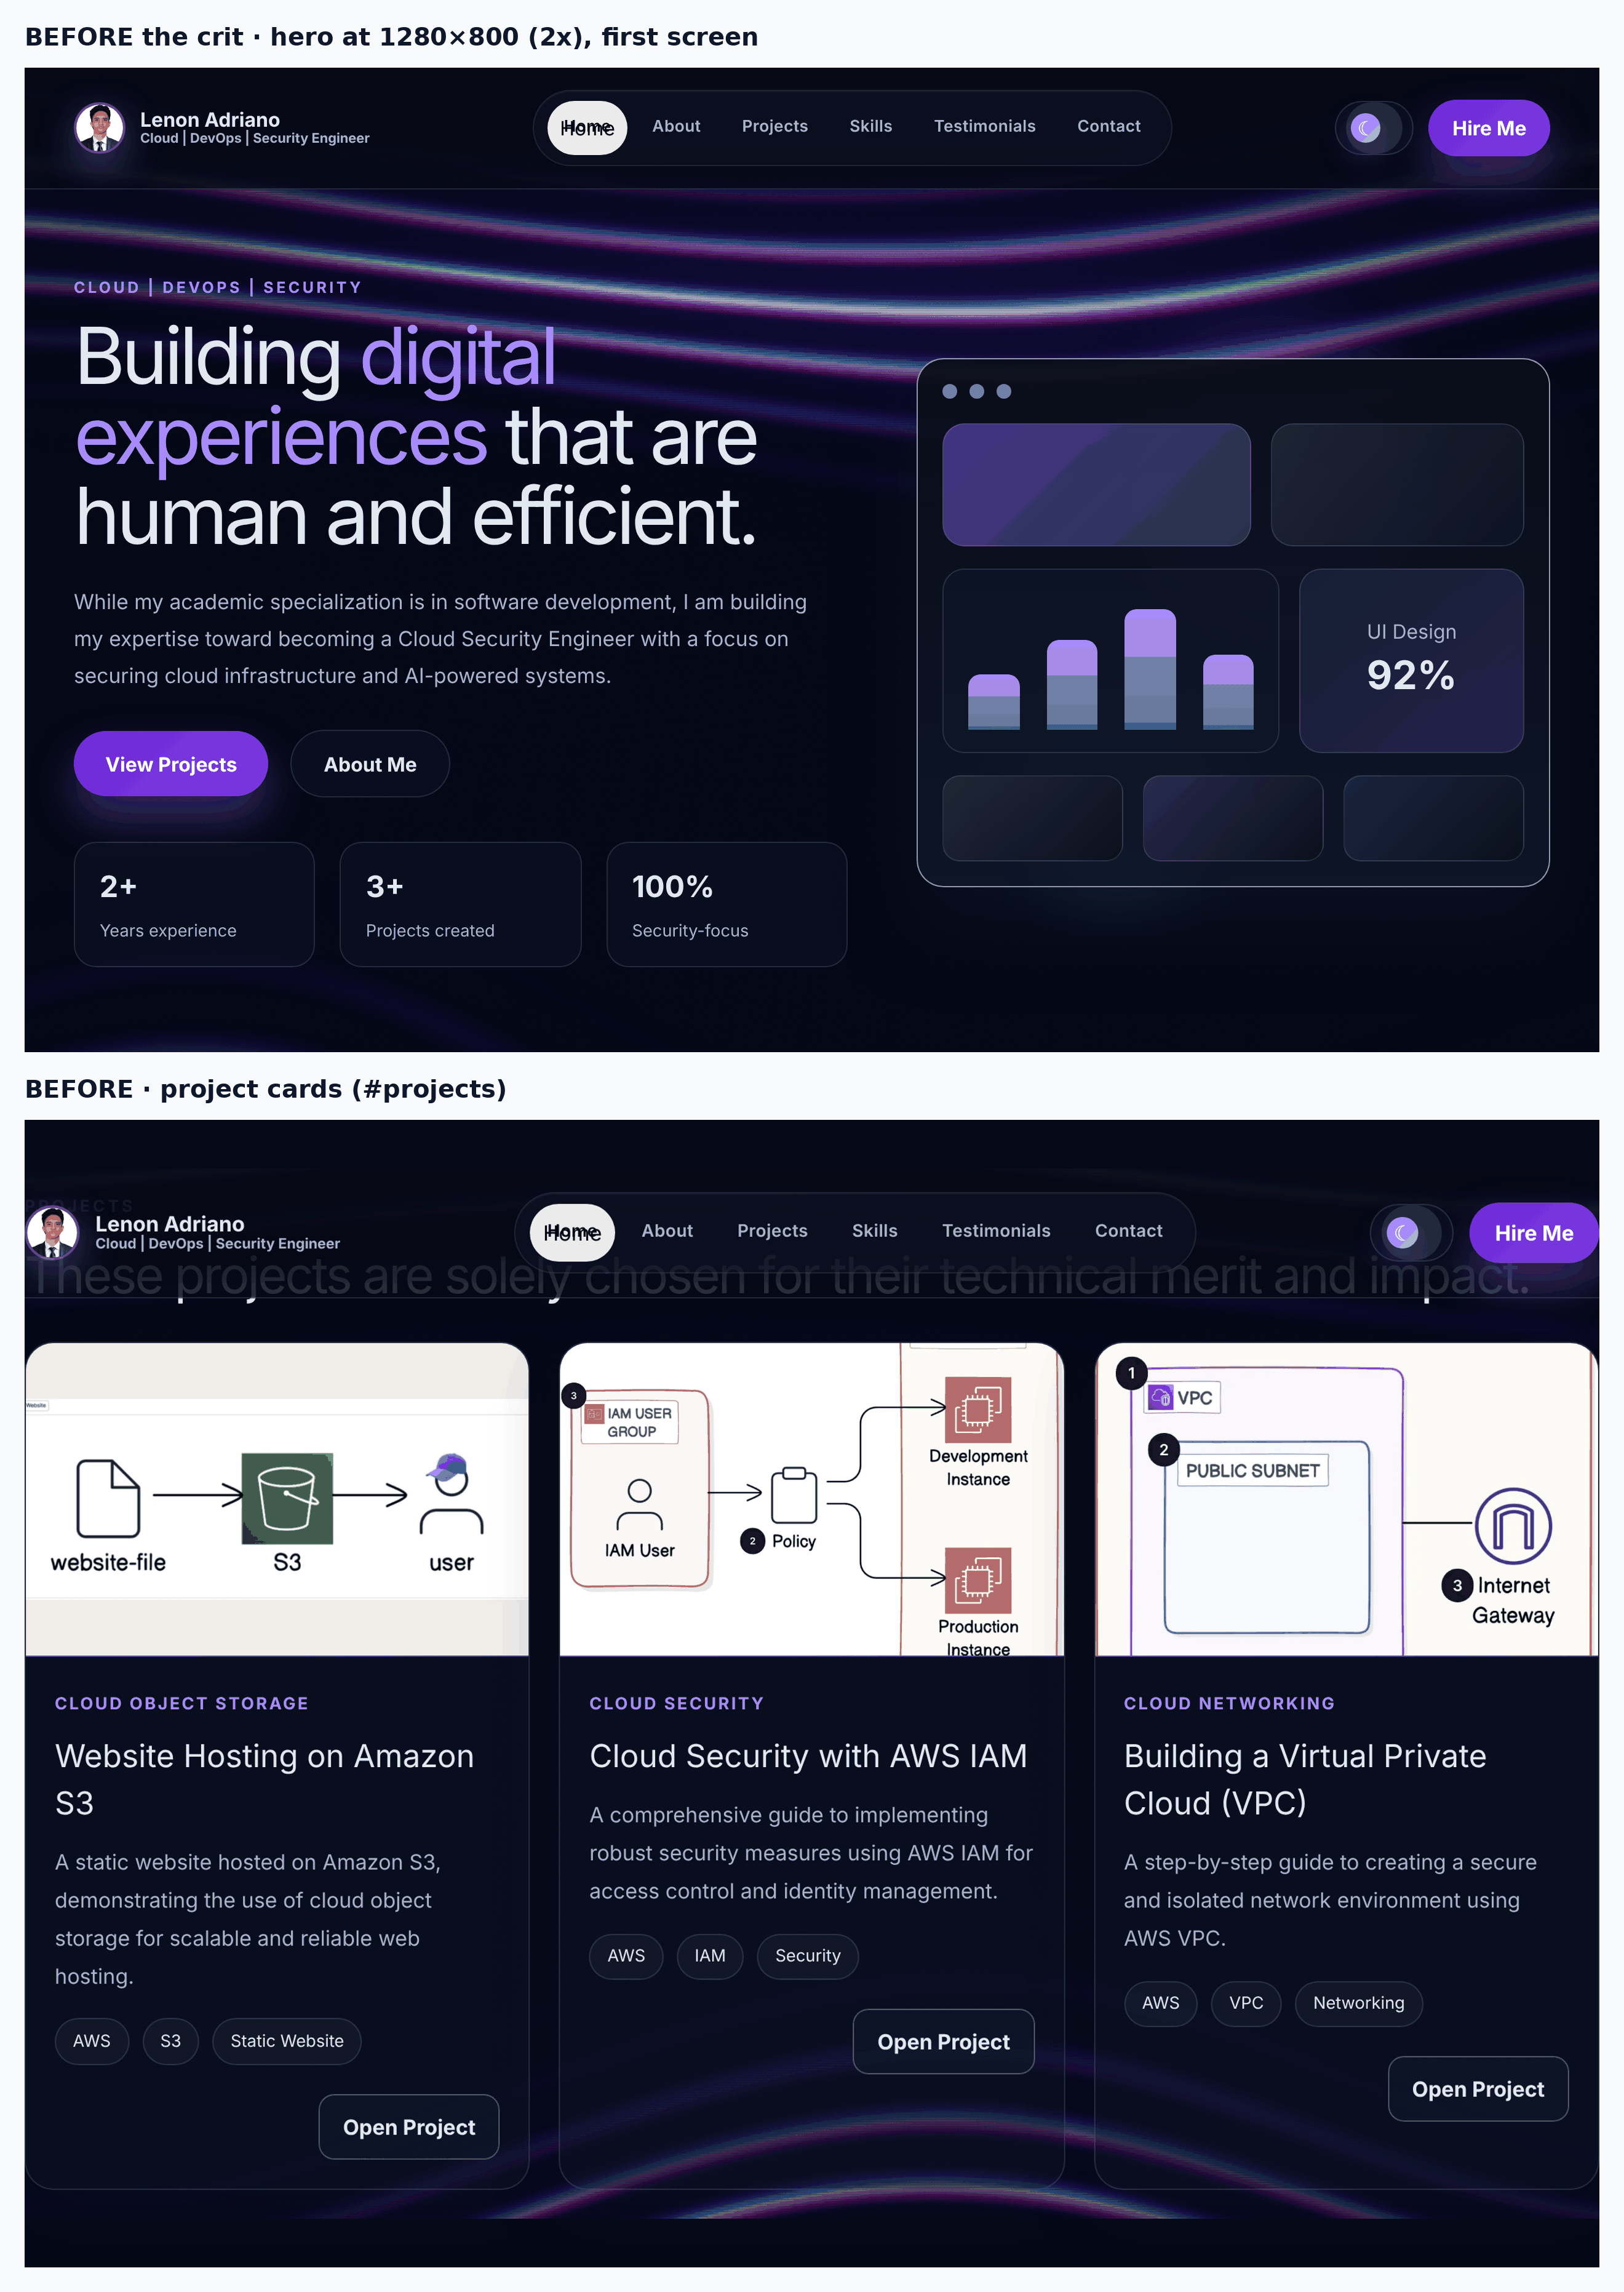 BEFORE the crit · hero at 1280×800 (2x), first screen
Lenon Adriano
Cloud | DevOps | Security Engineer
Home
About
Projects
Skills
Testimonials
Contact
Hire Me
CLOUD | DEVOPS | SECURITY
Building digital
experiences that are
human and efficient.
While my academic specialization is in software development, I am building
my expertise toward becoming a Cloud Security Engineer with a focus on
securing cloud infrastructure and AI-powered systems.
View Projects
About Me
2+
Years experience
3+
Projects created
100%
Security-focus
UI Design
92%
BEFORE · project cards (#projects)
PROJECTS
Lenon Adriano
Cloud | DevOps | Security Engineer
Home
About
Projects
Skills
Testimonials
Contact
Hire Me
These projects are solely chosen for their technical merit and impact.
Website
website-file
S3
user
CLOUD OBJECT STORAGE
Website Hosting on Amazon
S3
A static website hosted on Amazon S3,
demonstrating the use of cloud object
storage for scalable and reliable web
hosting.
AWS
S3
Static Website
Open Project
3
IAM USER
GROUP
IAM User
2
Policy
Development
Instance
Production
Instance
CLOUD SECURITY
Cloud Security with AWS IAM
A comprehensive guide to implementing
robust security measures using AWS IAM for
access control and identity management.
AWS
IAM
Security
Open Project
1
VPC
2
PUBLIC SUBNET
3
Internet
Gateway
CLOUD NETWORKING
Building a Virtual Private
Cloud (VPC)
A step-by-step guide to creating a secure
and isolated network environment using
AWS VPC.
AWS
VPC
Networking
Open Project